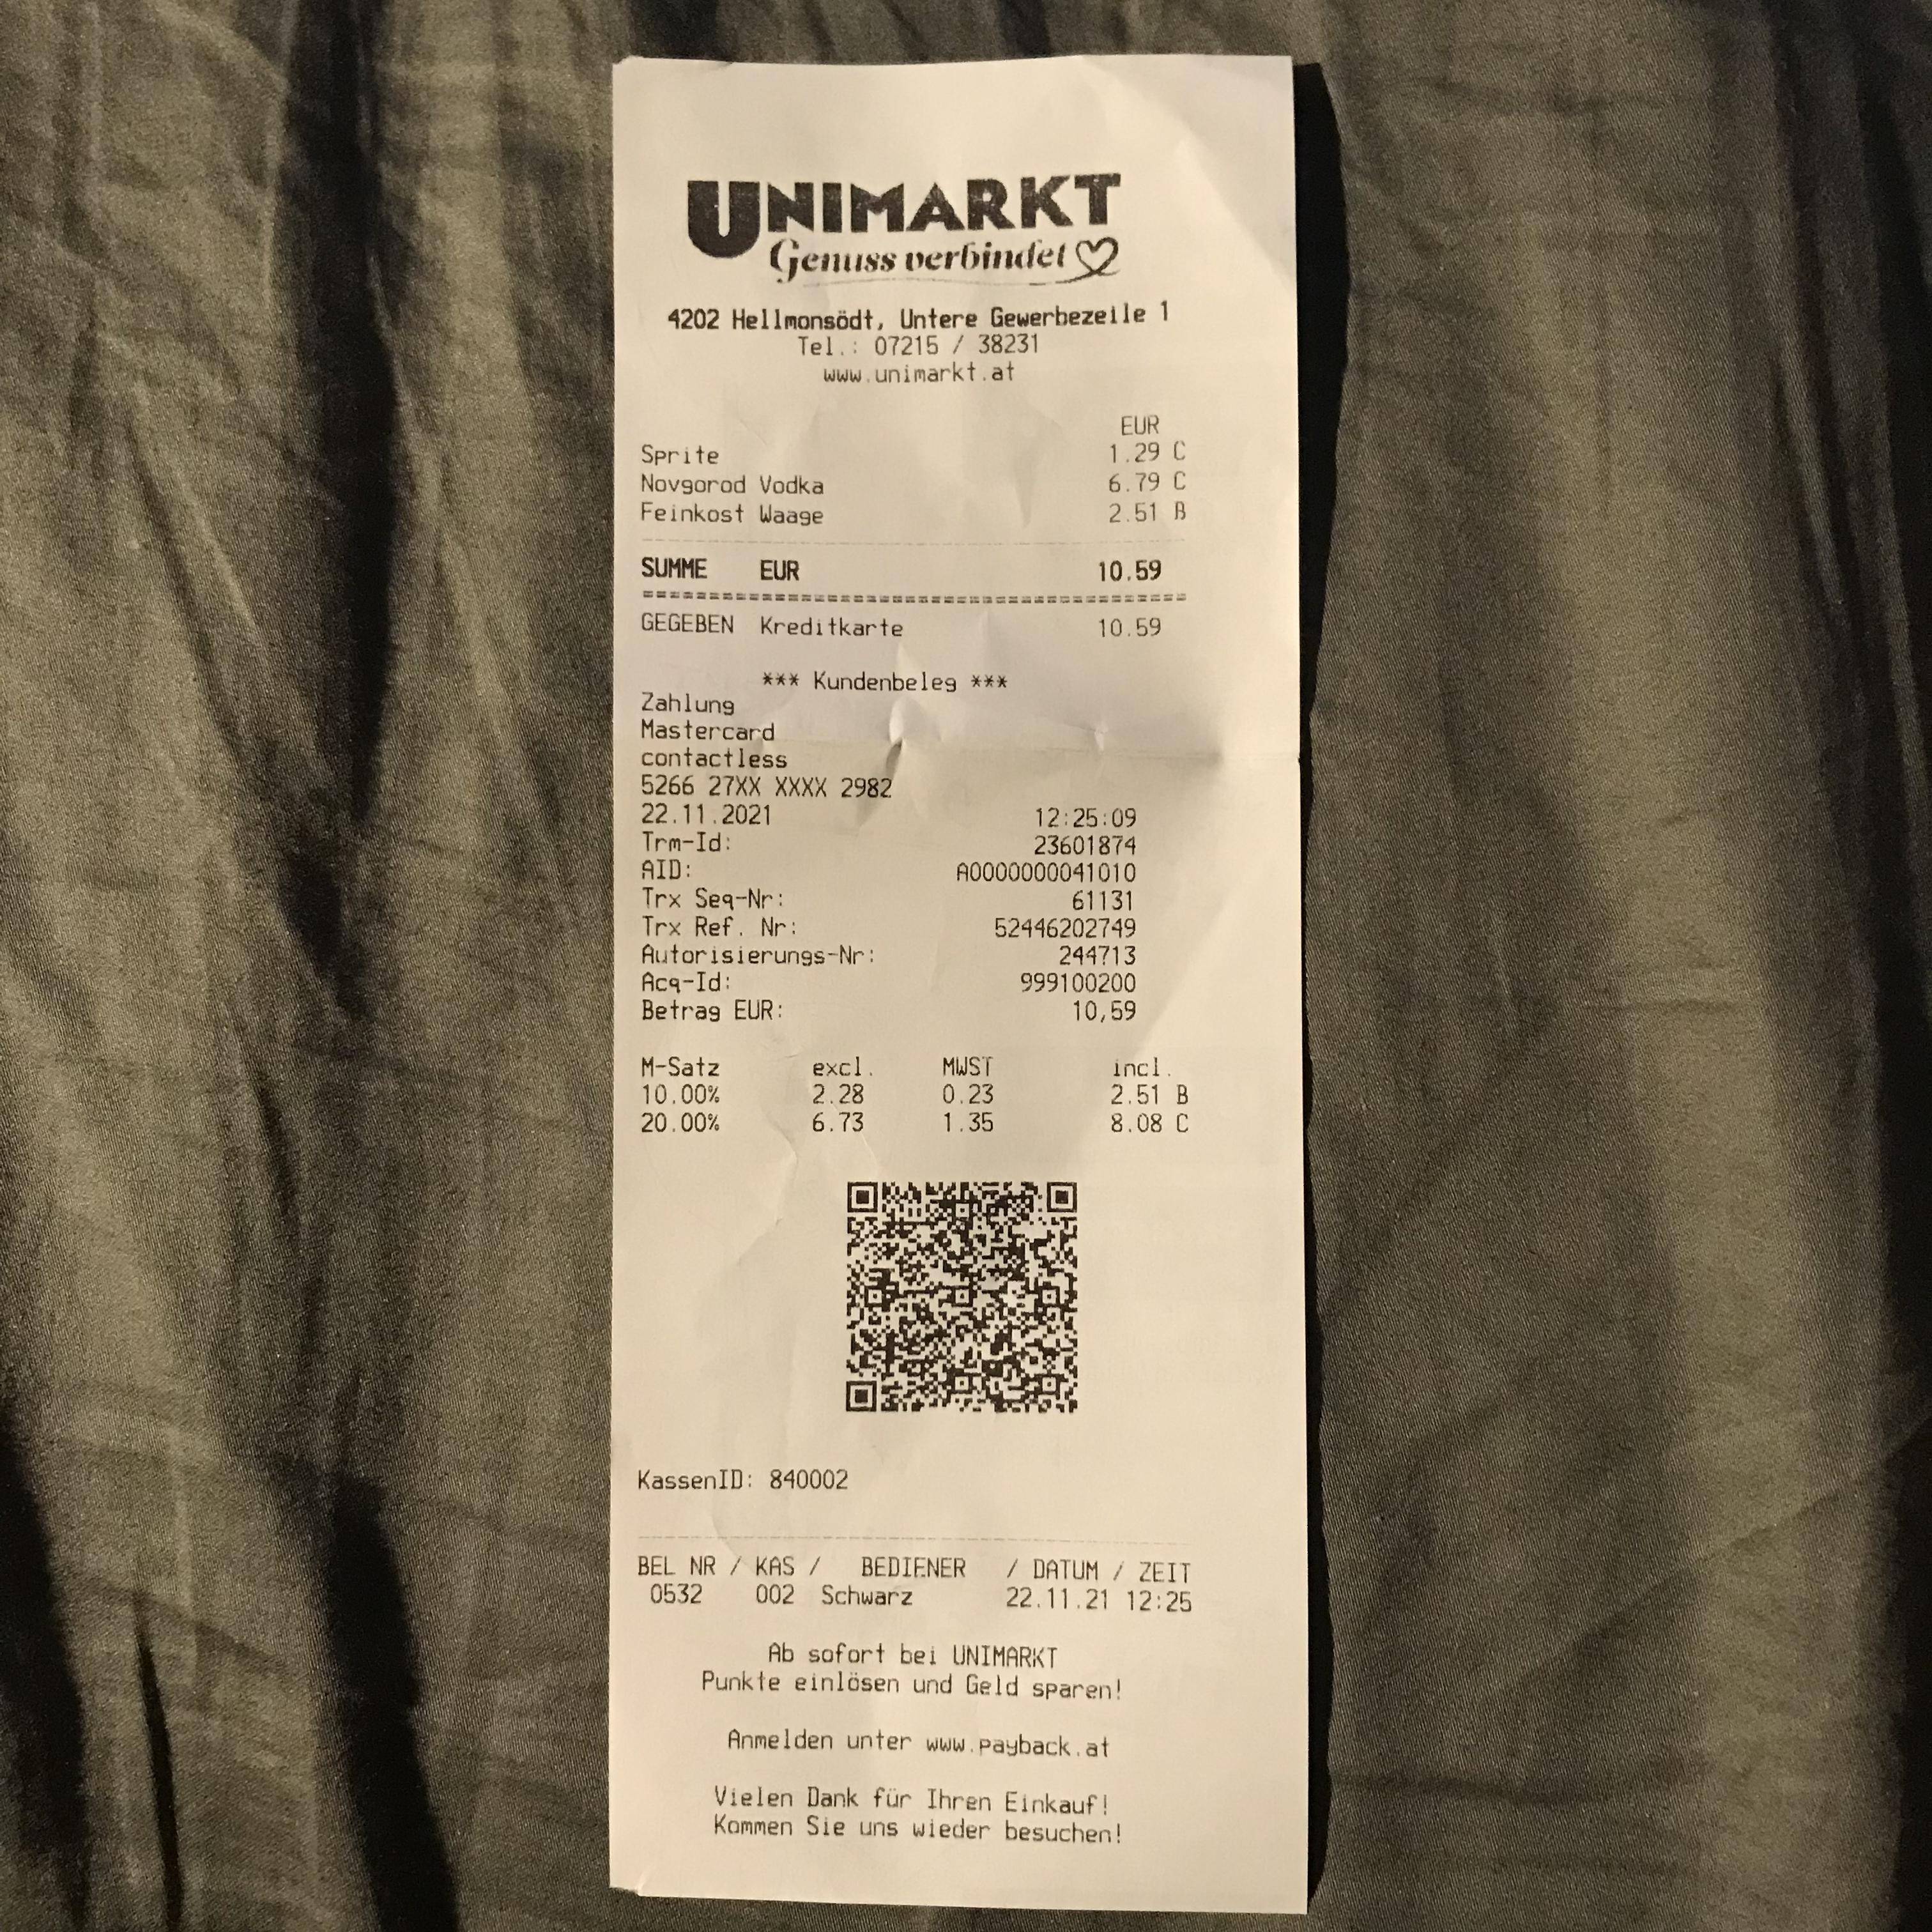 UNIMARKT
Genuss verbindet
4202 Hellmonsödt, Untere Gewerbezeile 1
Tel.: 07215 / 38231
www.unimarkt.at
EUR
Sprite 1.29 C
Novgorod Vodka 6.79 C
Feinkost Waage 2.51 B
SUMME EUR 10.59
GEGEBEN Kreditkarte 10.59
*** Kundenbeleg ***
Zahlung
Mastercard
contactless
5266 27XX XXXX 2982
22.11.2021 12:25:09
Trm-Id: 23601874
AID: A0000000041010
Trx Seq-Nr: 61131
Trx Ref. Nr: 52446202749
Autorisierungs-Nr: 244713
Acq-Id: 999100200
Betrag EUR: 10,59
M-Satz excl. MWST incl.
10.00% 2.28 0.23 2.51 B
20.00% 6.73 1.35 8.08 C
KassenID: 840002
BEL NR / KAS / BEDIENER / DATUM / ZEIT
0532 002 Schwarz 22.11.21 12:25
Ab sofort bei UNIMARKT
Punkte einlösen und Geld sparen!
Anmelden unter www.payback.at
Vielen Dank für Ihren Einkauf!
Kommen Sie uns wieder besuchen!